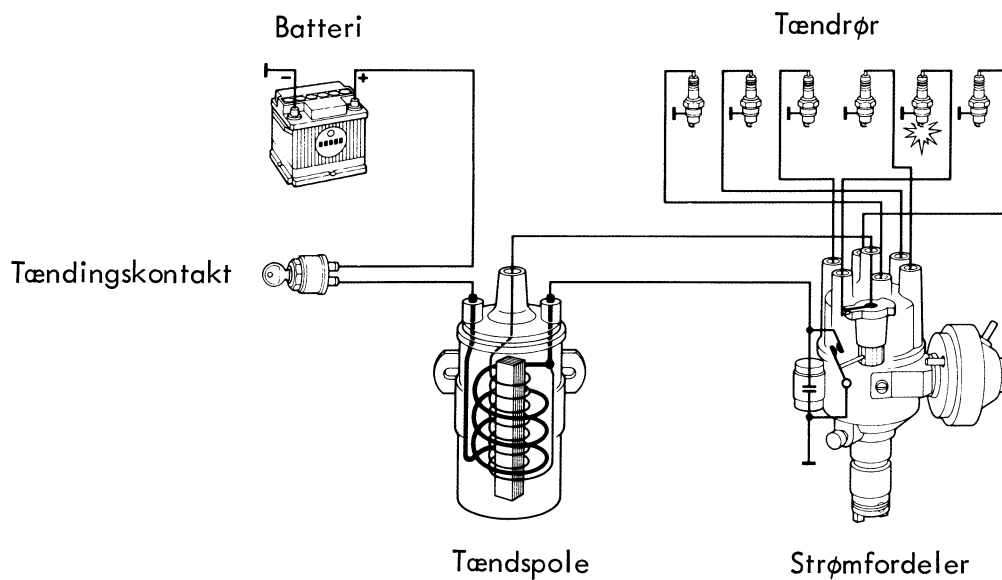 Batteri
Tændrør
- +
Tændingskontakt
Tændspole
Strømfordeler